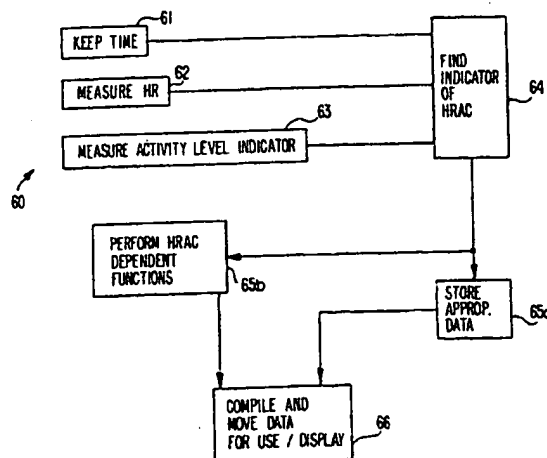 61
KEEP TIME
62
MEASURE HR
63
MEASURE ACTIVITY LEVEL INDICATOR
FIND
INDICATOR
OF
HRAC
64
60
PERFORM HRAC
DEPENDENT
FUNCTIONS
65b
STORE
APPROP.
DATA
65a
COMPILE AND
MOVE DATA
FOR USE / DISPLAY
66